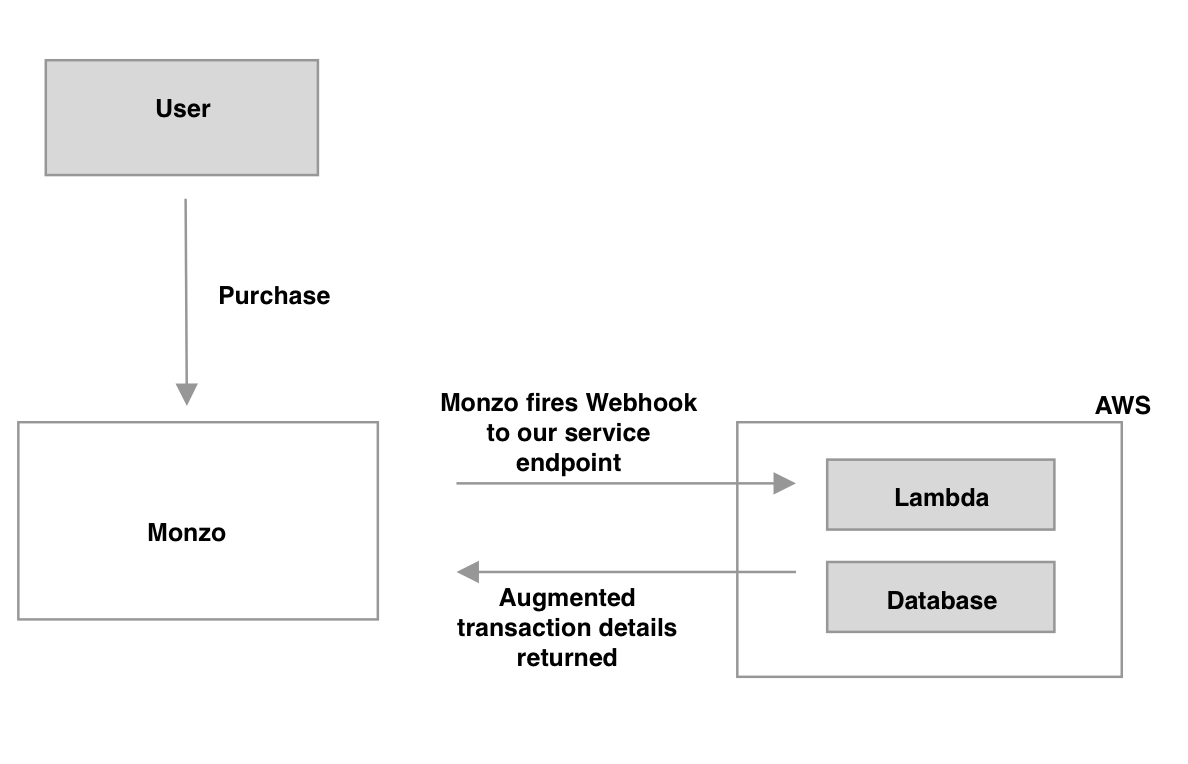 User
Purchase
Monzo fires Webhook
to our service
endpoint
AWS
Lambda
Monzo
Database
Augmented
transaction details
returned